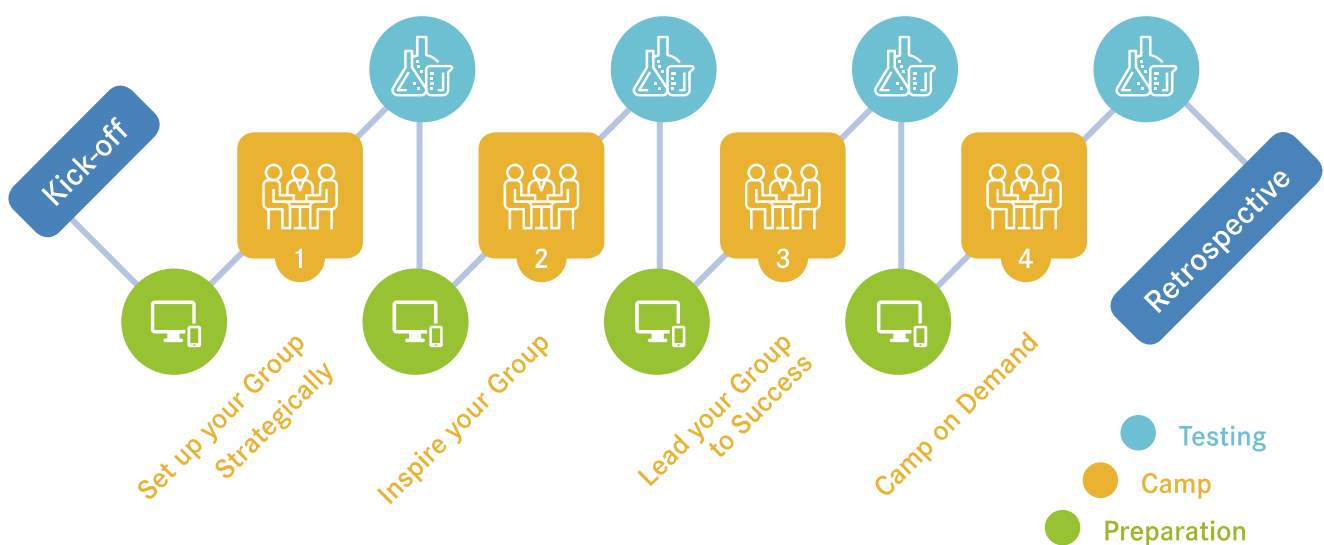 Kick-off
1
2
3
4
Retrospective
Set up your Group
Strategically
Inspire your Group
Lead your Group
to Success
Camp on Demand
Testing
Camp
Preparation